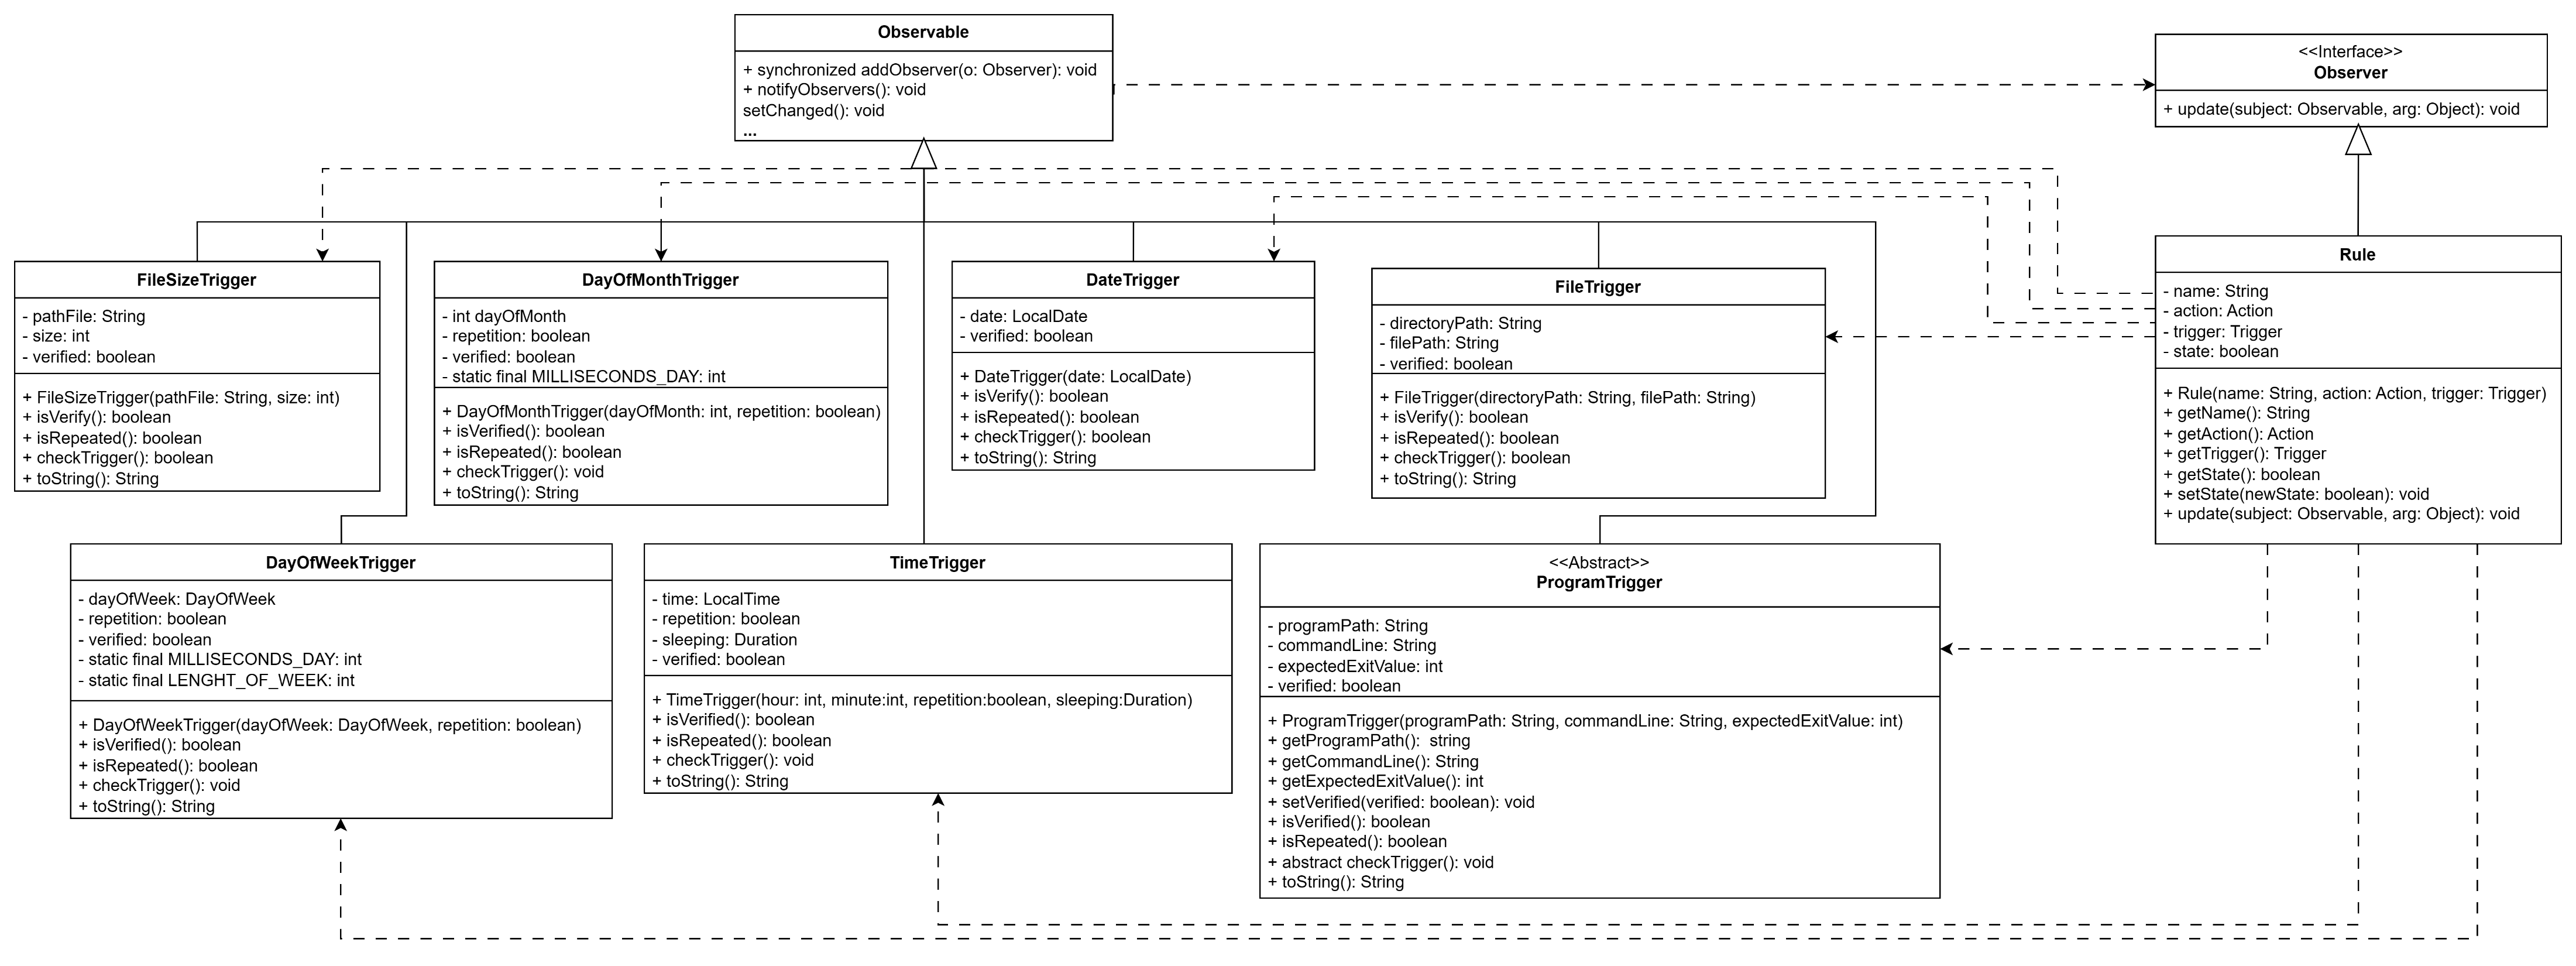 Observable
+ synchronized addObserver(o: Observer): void
+ notifyObservers(): void
setChanged(): void
...
<<Interface>>
Observer
+ update(subject: Observable, arg: Object): void
FileSizeTrigger
- pathFile: String
- size: int
- verified: boolean
+ FileSizeTrigger(pathFile: String, size: int)
+ isVerify(): boolean
+ isRepeated(): boolean
+ checkTrigger(): boolean
+ toString(): String
DayOfMonthTrigger
- int dayOfMonth
- repetition: boolean
- verified: boolean
- static final MILLISECONDS_DAY: int
+ DayOfMonthTrigger(dayOfMonth: int, repetition: boolean)
+ isVerified(): boolean
+ isRepeated(): boolean
+ checkTrigger(): void
+ toString(): String
DateTrigger
- date: LocalDate
- verified: boolean
+ DateTrigger(date: LocalDate)
+ isVerify(): boolean
+ isRepeated(): boolean
+ checkTrigger(): boolean
+ toString(): String
FileTrigger
- directoryPath: String
- filePath: String
- verified: boolean
+ FileTrigger(directoryPath: String, filePath: String)
+ isVerify(): boolean
+ isRepeated(): boolean
+ checkTrigger(): boolean
+ toString(): String
Rule
- name: String
- action: Action
- trigger: Trigger
- state: boolean
+ Rule(name: String, action: Action, trigger: Trigger)
+ getName(): String
+ getAction(): Action
+ getTrigger(): Trigger
+ getState(): boolean
+ setState(newState: boolean): void
+ update(subject: Observable, arg: Object): void
DayOfWeekTrigger
- dayOfWeek: DayOfWeek
- repetition: boolean
- verified: boolean
- static final MILLISECONDS_DAY: int
- static final LENGHT_OF_WEEK: int
+ DayOfWeekTrigger(dayOfWeek: DayOfWeek, repetition: boolean)
+ isVerified(): boolean
+ isRepeated(): boolean
+ checkTrigger(): void
+ toString(): String
TimeTrigger
- time: LocalTime
- repetition: boolean
- sleeping: Duration
- verified: boolean
+ TimeTrigger(hour: int, minute:int, repetition:boolean, sleeping:Duration)
+ isVerified(): boolean
+ isRepeated(): boolean
+ checkTrigger(): void
+ toString(): String
<<Abstract>>
ProgramTrigger
- programPath: String
- commandLine: String
- expectedExitValue: int
- verified: boolean
+ ProgramTrigger(programPath: String, commandLine: String, expectedExitValue: int)
+ getProgramPath():  string
+ getCommandLine(): String
+ getExpectedExitValue(): int
+ setVerified(verified: boolean): void
+ isVerified(): boolean
+ isRepeated(): boolean
+ abstract checkTrigger(): void
+ toString(): String